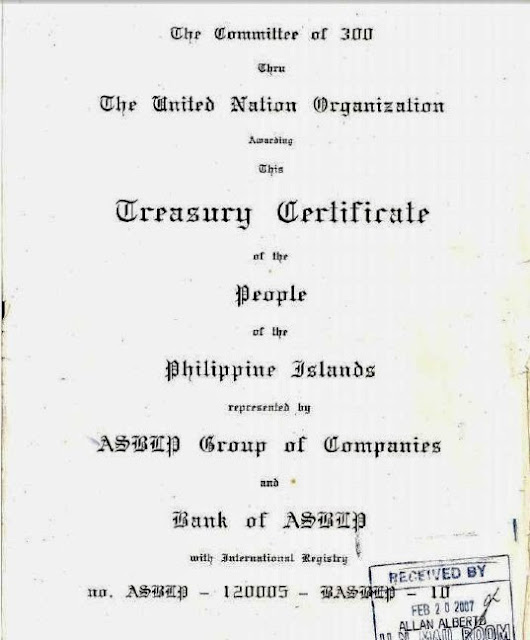 The Committee of 300
Thru
The United Nation Organization
Awarding
This
Treasury Certificate
of the
People
of the
Philippine Islands
represented by
ASBLP Group of Companies
and
Bank of ASBLP
with International Registry
no. ASBLP - 120005 - BASBLP - 10
RECEIVED BY
FEB 20 2007
ALLAN ALBERTO
U N MAIL ROOM